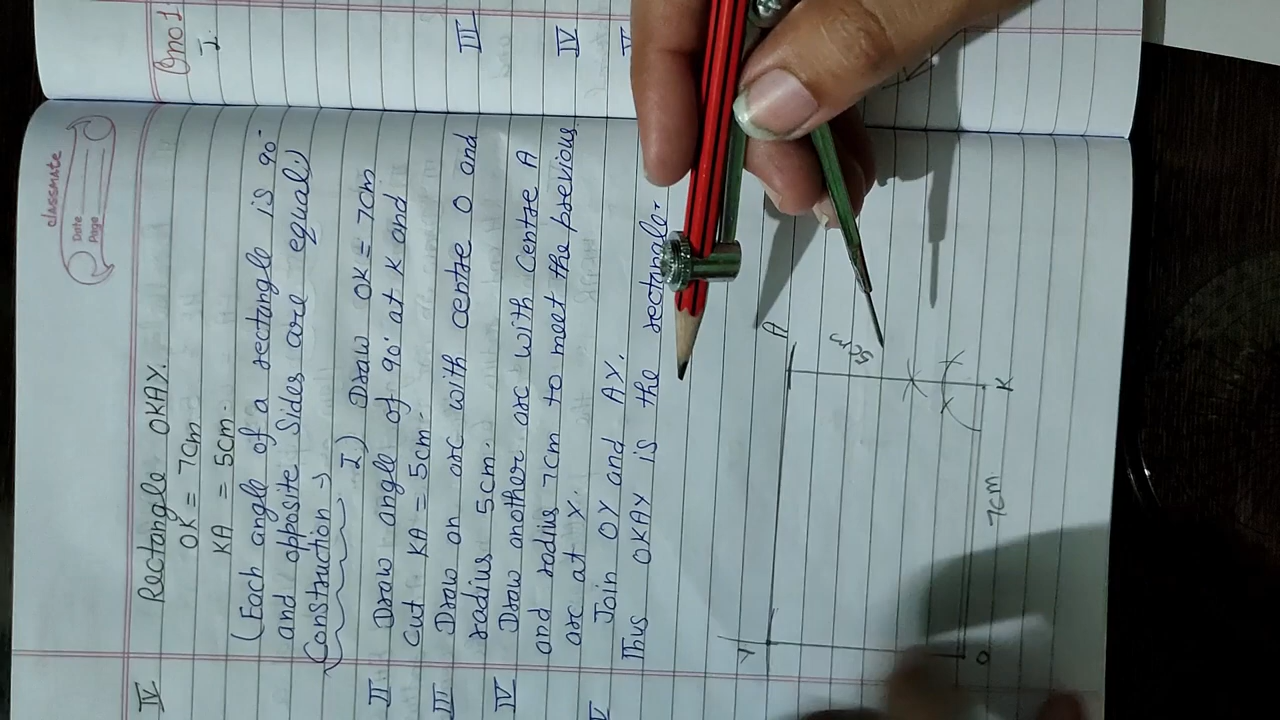 classmate
Date
Page
IV Rectangle OKAY.
OK = 7cm
KA = 5cm.
(Each angle of a rectangle is 90°
and opposite sides are equal)
Construction → I) Draw OK = 7cm
II Draw angle of 90° at K and
cut KA = 5cm.
III Draw an arc with centre O and
radius 5cm.
IV Draw another arc with centre A
and radius 7cm to meet the previous
arc at Y.
V Join OY and AY.
Thus OKAY is the rectangle.
Y A
5cm
O 7cm K
Qno1
I.
III
IV
V